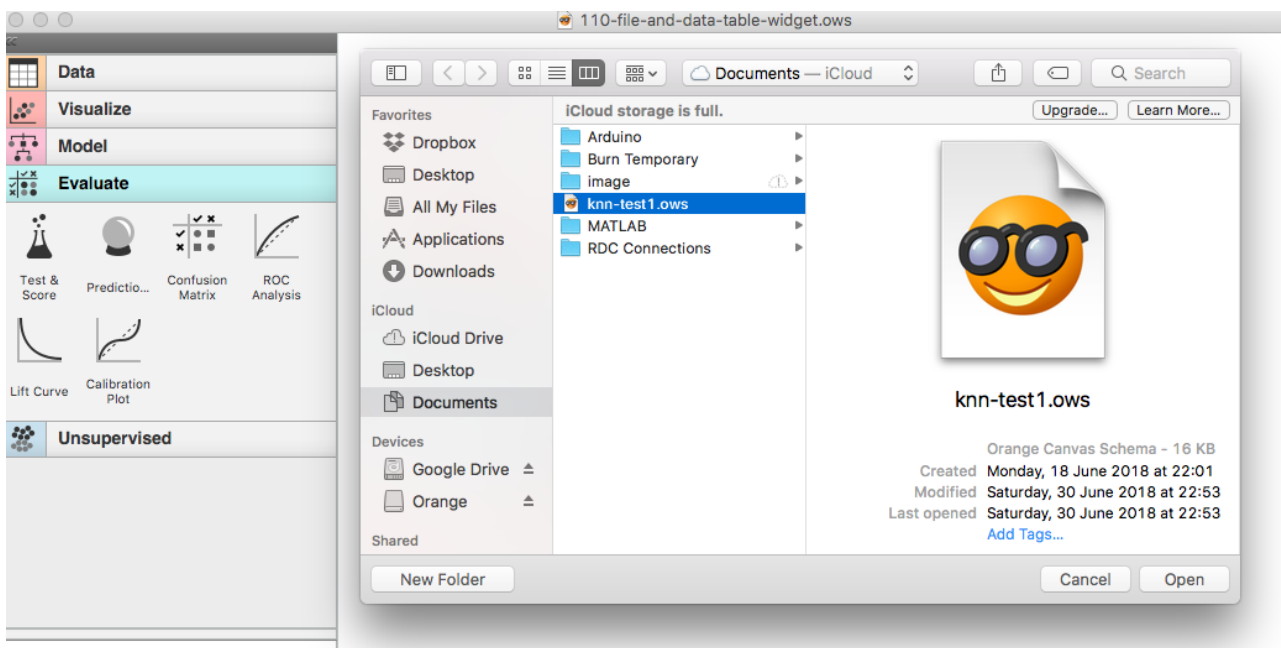 110-file-and-data-table-widget.ows
Data
Visualize
Model
Evaluate
Test & Score
Predictio...
Confusion Matrix
ROC Analysis
Lift Curve
Calibration Plot
Unsupervised
Documents — iCloud
Search
Favorites
Dropbox
Desktop
All My Files
Applications
Downloads
iCloud
iCloud Drive
Desktop
Documents
Devices
Google Drive
Orange
Shared
iCloud storage is full.
Upgrade...
Learn More...
Arduino
Burn Temporary
image
knn-test1.ows
MATLAB
RDC Connections
knn-test1.ows
Orange Canvas Schema - 16 KB
Created Monday, 18 June 2018 at 22:01
Modified Saturday, 30 June 2018 at 22:53
Last opened Saturday, 30 June 2018 at 22:53
Add Tags...
New Folder
Cancel
Open